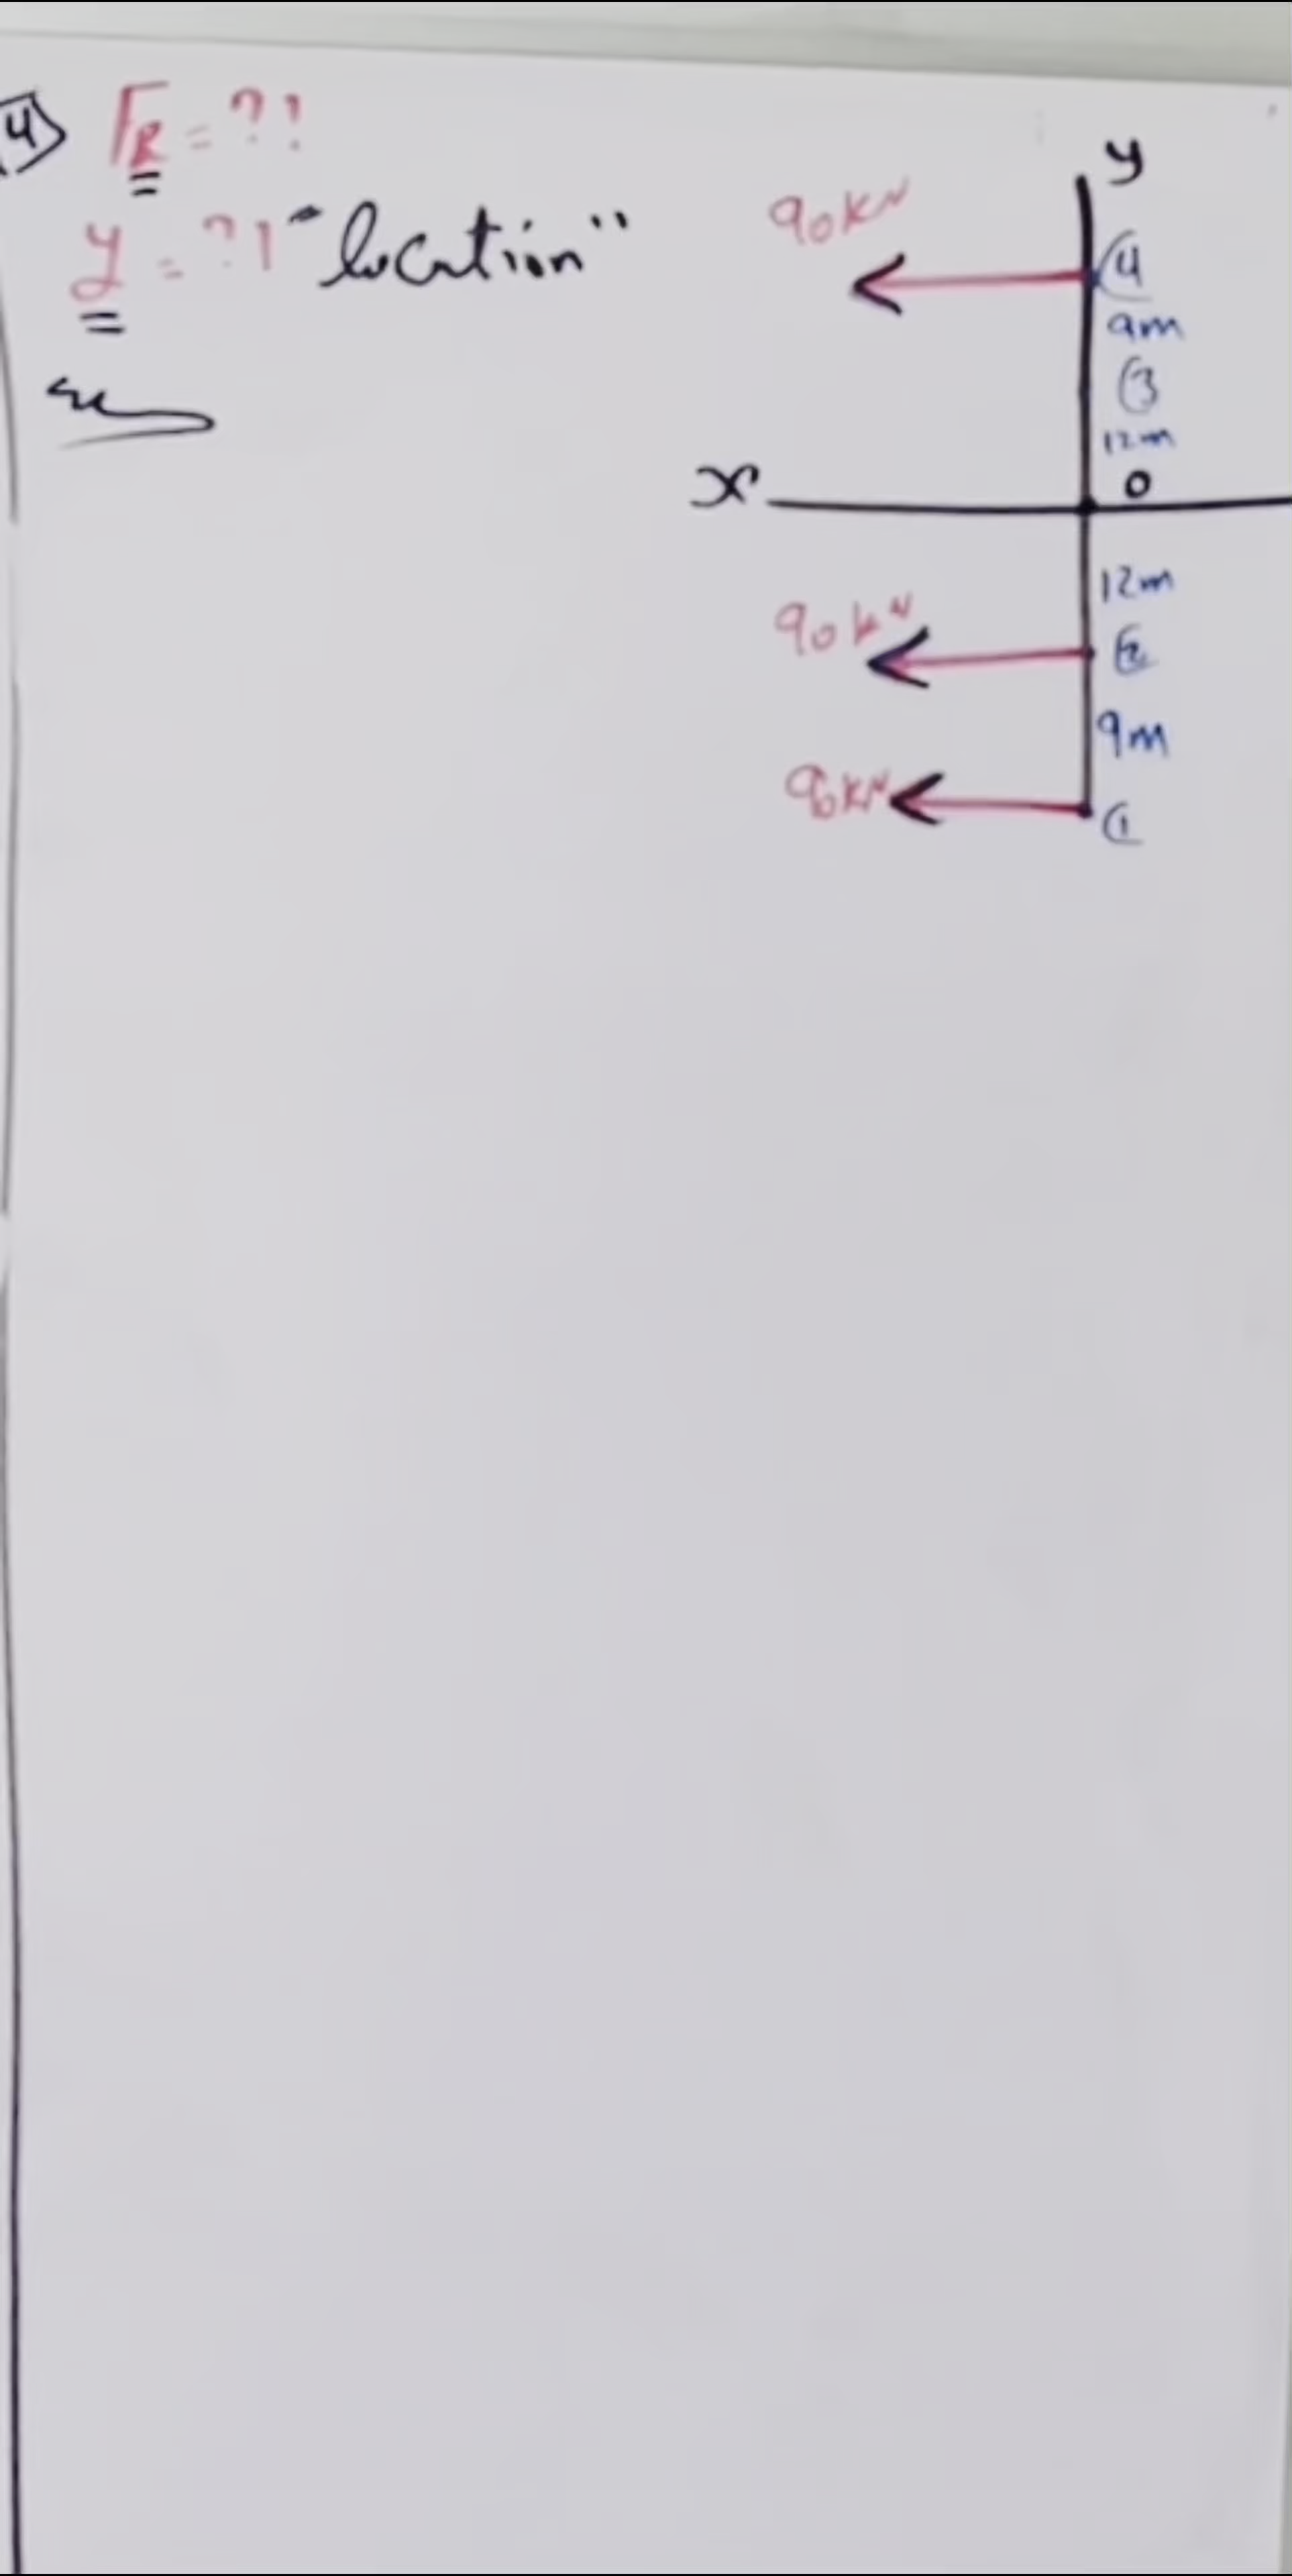 4 FR = ??
y = ?? "location"
y
90 kN
4
9m
3
12m
x
0
12m
90 kN
2
9m
90 kN
1